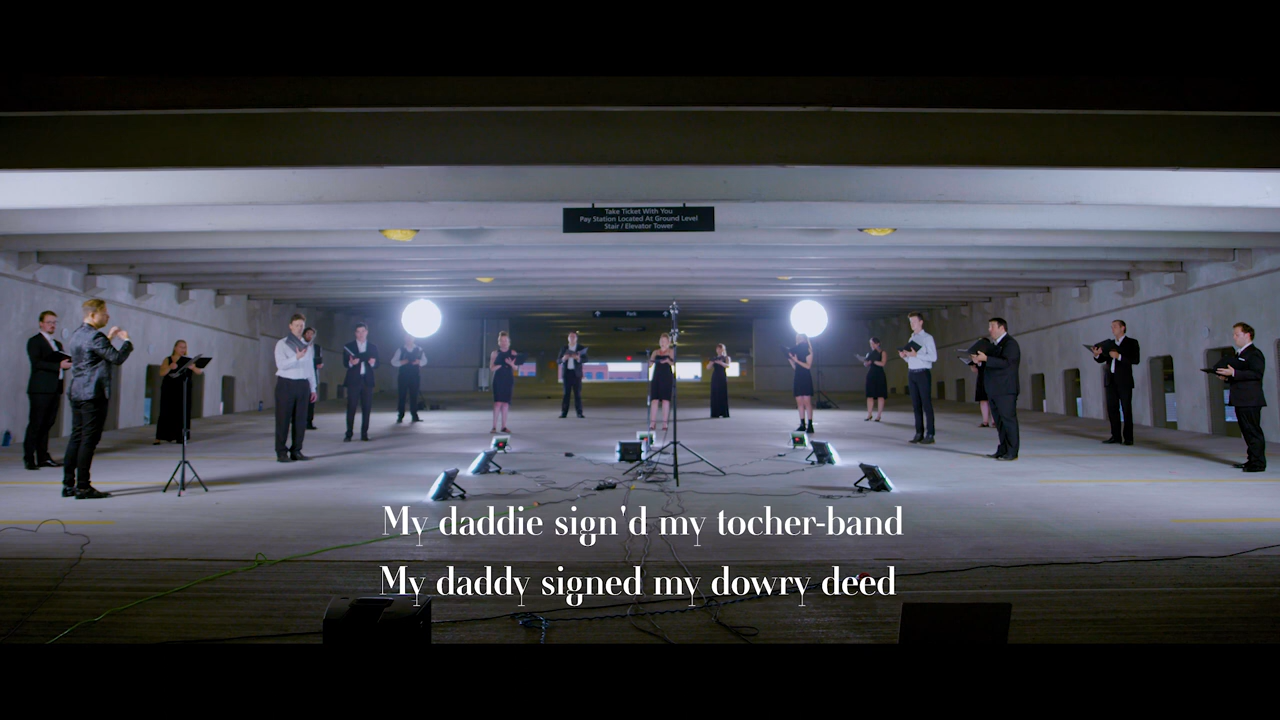 Take Ticket With You
Pay Station Located At Ground Level
Stair / Elevator Tower
Park
My daddie sign'd my tocher-band
My daddy signed my dowry deed